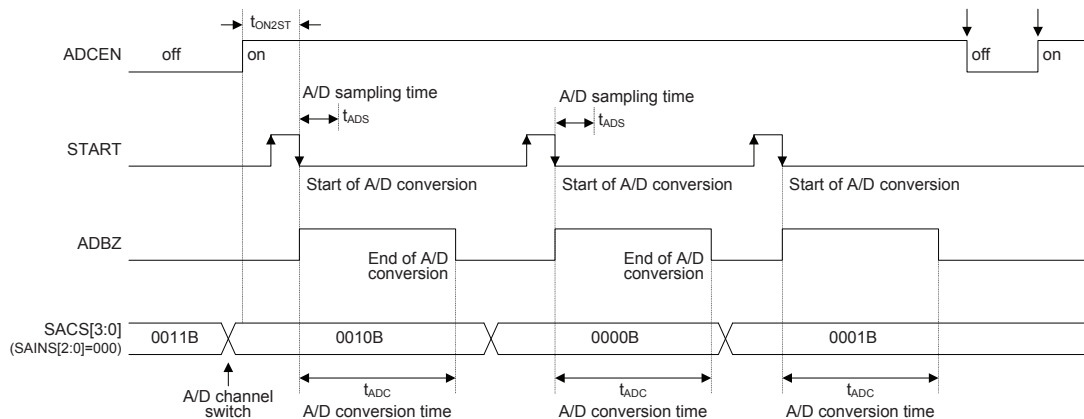 tON2ST
ADCEN
off
on
off
on
A/D sampling time
tADS
A/D sampling time
tADS
START
Start of A/D conversion
Start of A/D conversion
Start of A/D conversion
ADBZ
End of A/D
conversion
End of A/D
conversion
SACS[3:0]
(SAINS[2:0]=000)
0011B
0010B
0000B
0001B
A/D channel
switch
tADC
A/D conversion time
tADC
A/D conversion time
tADC
A/D conversion time